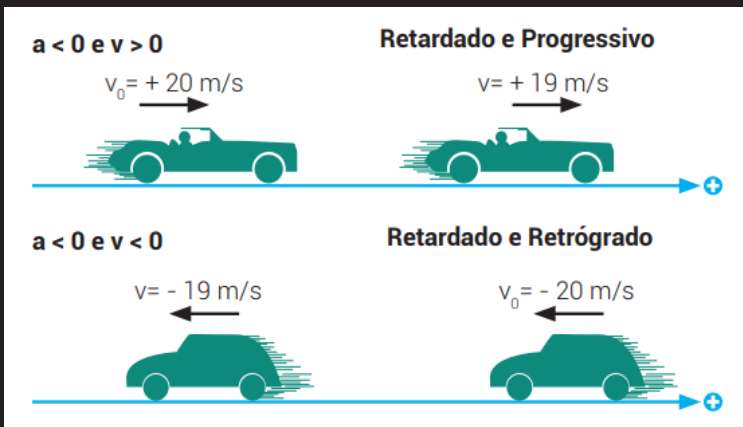 a < 0 e v > 0
Retardado e Progressivo
v₀= + 20 m/s
v= + 19 m/s
+
a < 0 e v < 0
Retardado e Retrógrado
v= - 19 m/s
v₀= - 20 m/s
+